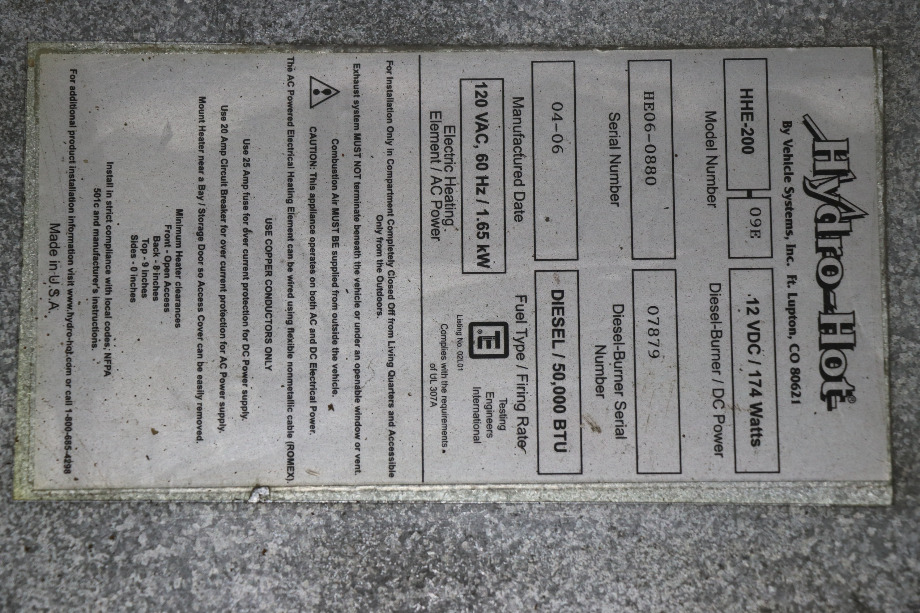 Hydro-Hot®
By Vehicle Systems, Inc. Ft. Lupton, CO 80621
HHE-200 09E
Model Number
12 VDC / 174 Watts
Diesel-Burner / DC Power
HE06-0880
Serial Number
07879
Diesel-Burner Serial
Number
04-06
Manufactured Date
DIESEL / 50,000 BTU
Fuel Type / Firing Rate
120 VAC, 60 Hz / 1.65 kW
Electric Heating
Element / AC Power
Testing
Engineers
International
Listing No. 02L01
Complies with the requirements
of UL 307A
For Installation Only in Compartment Completely Closed Off from Living Quarters and Accessible
Only from the Outdoors.
Exhaust system MUST NOT terminate beneath the vehicle or under an openable window or vent.
Combustion Air MUST BE supplied from outside the vehicle.
CAUTION: This appliance operates on both AC and DC Electrical Power.
The AC Powered Electrical Heating Element can be wired using flexible nonmetallic cable (ROMEX).
USE COPPER CONDUCTORS ONLY
Use 25 Amp fuse for over current protection for DC Power supply.
Use 20 Amp Circuit Breaker for over current protection for AC Power supply.
Mount Heater near a Bay / Storage Door so Access Cover can be easily removed.
Minimum Heater clearances
Front - Open Access
Back - 8 inches
Top - 9 inches
Sides - 0 inches
Install in strict compliance with local codes; NFPA
501c and manufacturer's instructions.
For additional product installation information visit www.hydro-hot.com or call 1-800-685-4298
Made in U.S.A.